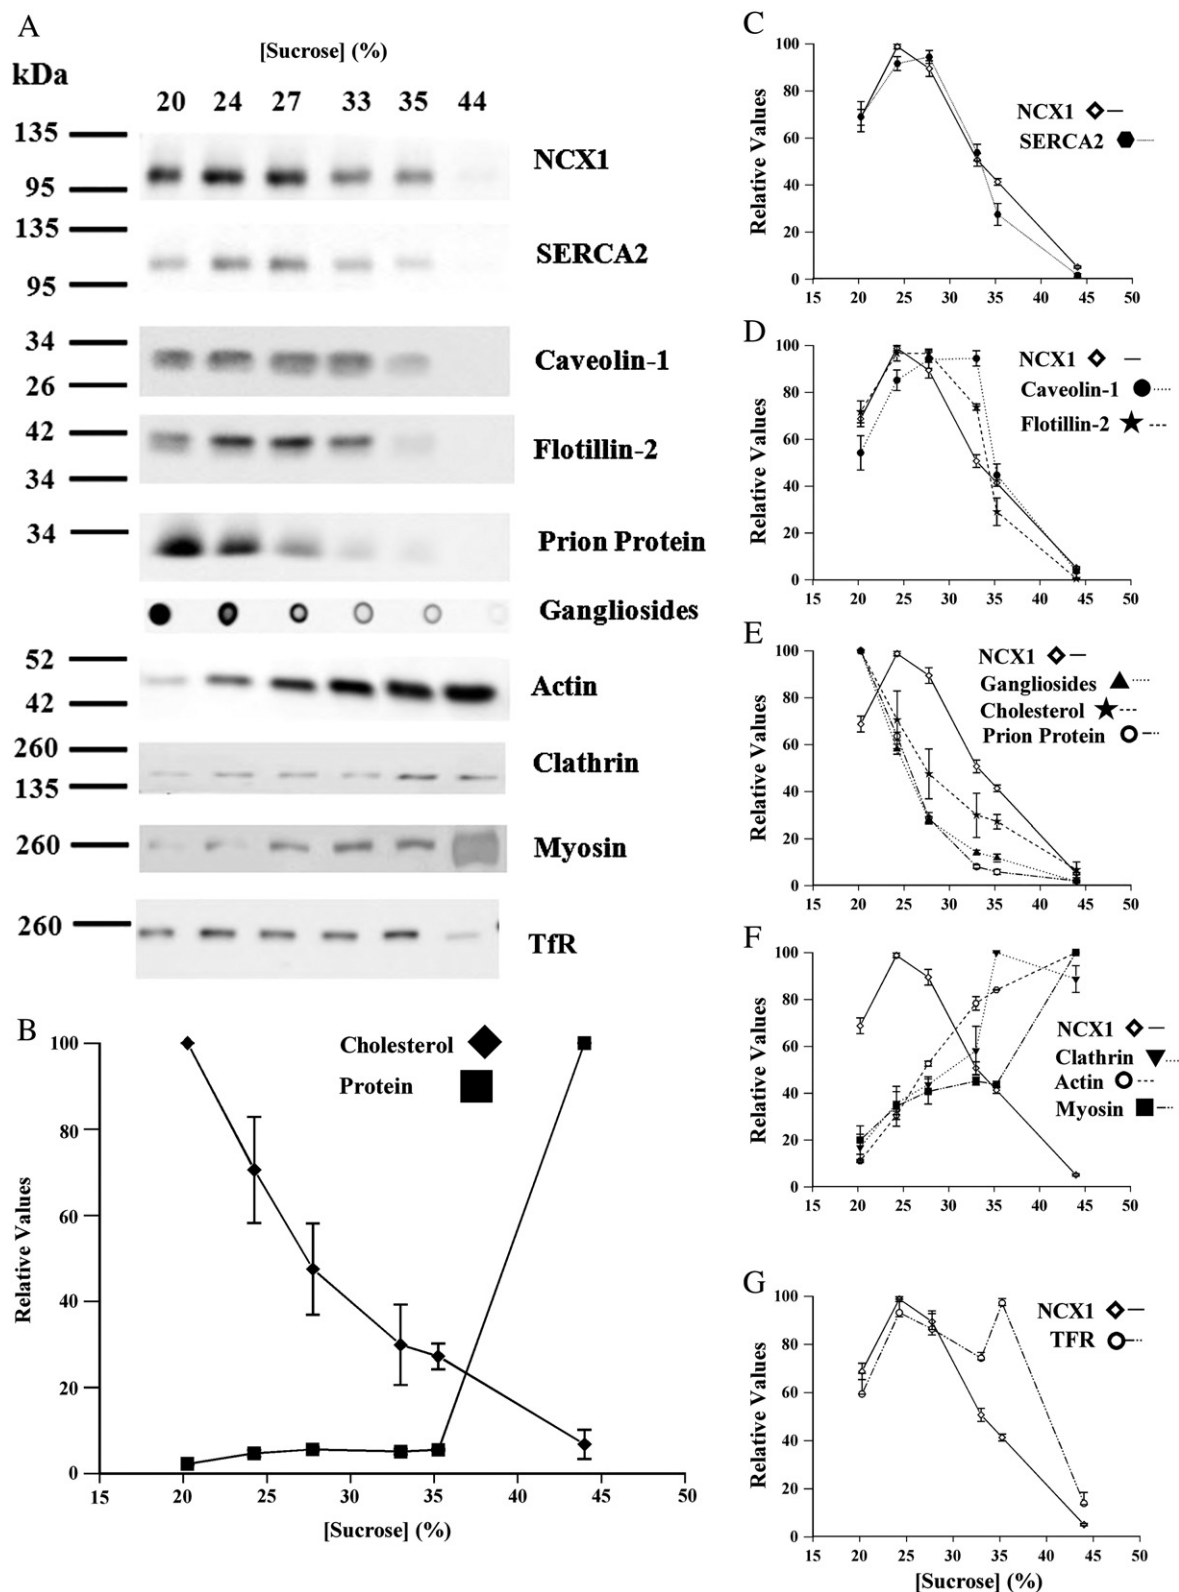 A
[Sucrose] (%)
kDa
20 24 27 33 35 44
135
95
NCX1
135
95
SERCA2
34
26
Caveolin-1
42
34
Flotillin-2
34
Prion Protein
Gangliosides
52
42
Actin
260
135
Clathrin
260
Myosin
260
TfR
B
Cholesterol
Protein
Relative Values
100
80
60
40
20
0
15 20 25 30 35 40 45 50
[Sucrose] (%)
C
Relative Values
100
80
60
40
20
0
NCX1
SERCA2
15 20 25 30 35 40 45 50
D
Relative Values
100
80
60
40
20
0
NCX1
Caveolin-1
Flotillin-2
15 20 25 30 35 40 45 50
E
Relative Values
100
80
60
40
20
0
NCX1
Gangliosides
Cholesterol
Prion Protein
15 20 25 30 35 40 45 50
F
Relative Values
100
80
60
40
20
0
NCX1
Clathrin
Actin
Myosin
15 20 25 30 35 40 45 50
G
Relative Values
100
80
60
40
20
0
NCX1
TFR
15 20 25 30 35 40 45 50
[Sucrose] (%)